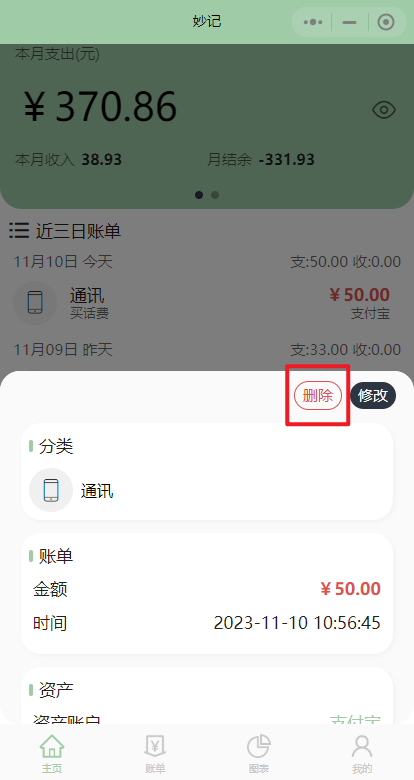 妙记
本月支出(元)
¥ 370.86
本月收入 38.93 月结余 -331.93
近三日账单
11月10日 今天 支:50.00 收:0.00
通讯 ¥ 50.00
买话费 支付宝
11月09日 昨天 支:33.00 收:0.00
删除 修改
分类
通讯
账单
金额 ¥ 50.00
时间 2023-11-10 10:56:45
资产
资产账户 支付宝
主页 账单 图表 我的